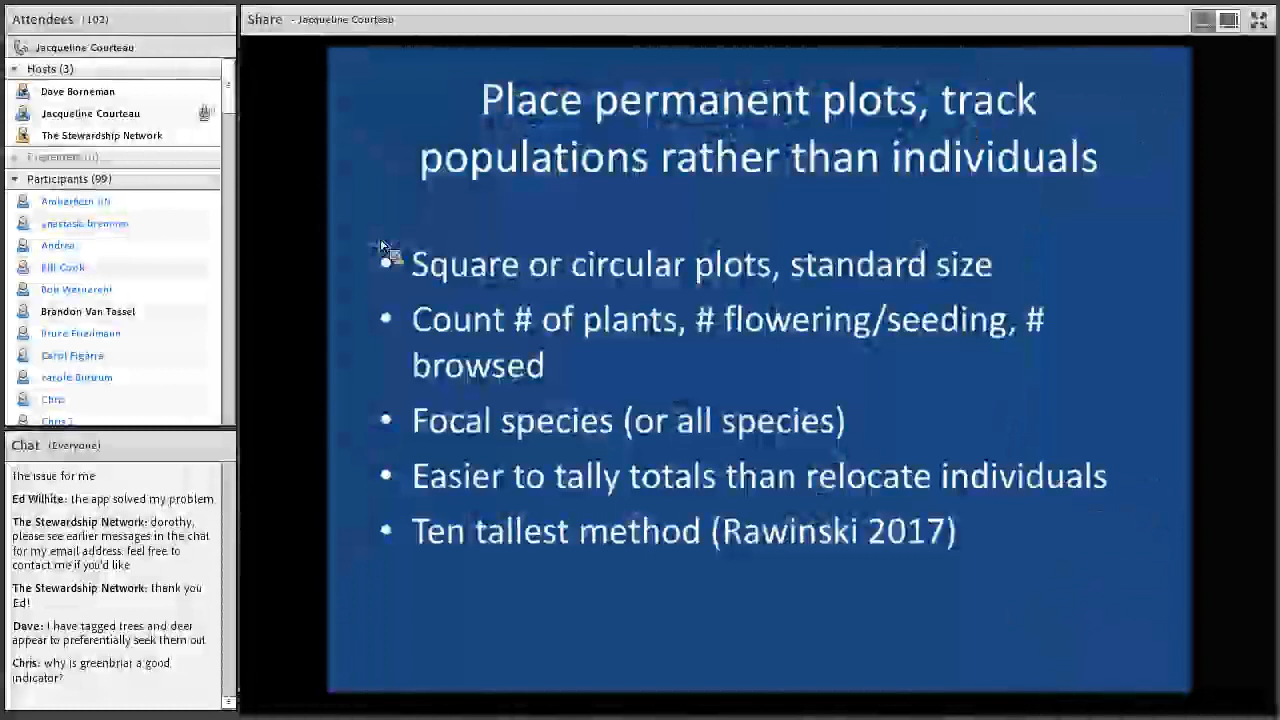 Attendees (102)
Jacqueline Courteau
Hosts (3)
Dave Borneman
Jacqueline Courteau
The Stewardship Network
Participants (99)
Andrea
Bill Cook
Brandon Van Tassel
Bruce Friedmann
Chris
Chris 2
Chat (Everyone)
The issue for me
Ed Wilhite: the app solved my problem
The Stewardship Network: dorothy,
please see earlier messages in the chat
for my email address. feel free to
contact me if you'd like
The Stewardship Network: thank you
Ed!
Dave: I have tagged trees and deer
appear to preferentially seek them out
Chris: why is greenbriar a good
indicator?
Share - Jacqueline Courteau
Place permanent plots, track
populations rather than individuals
• Square or circular plots, standard size
• Count # of plants, # flowering/seeding, #
browsed
• Focal species (or all species)
• Easier to tally totals than relocate individuals
• Ten tallest method (Rawinski 2017)